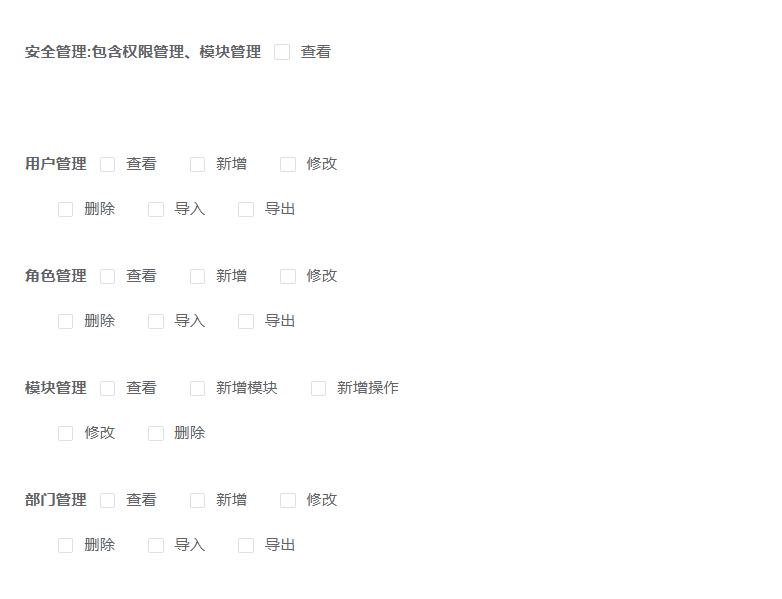 安全管理:包含权限管理、模块管理 查看
用户管理 查看 新增 修改
删除 导入 导出
角色管理 查看 新增 修改
删除 导入 导出
模块管理 查看 新增模块 新增操作
修改 删除
部门管理 查看 新增 修改
删除 导入 导出